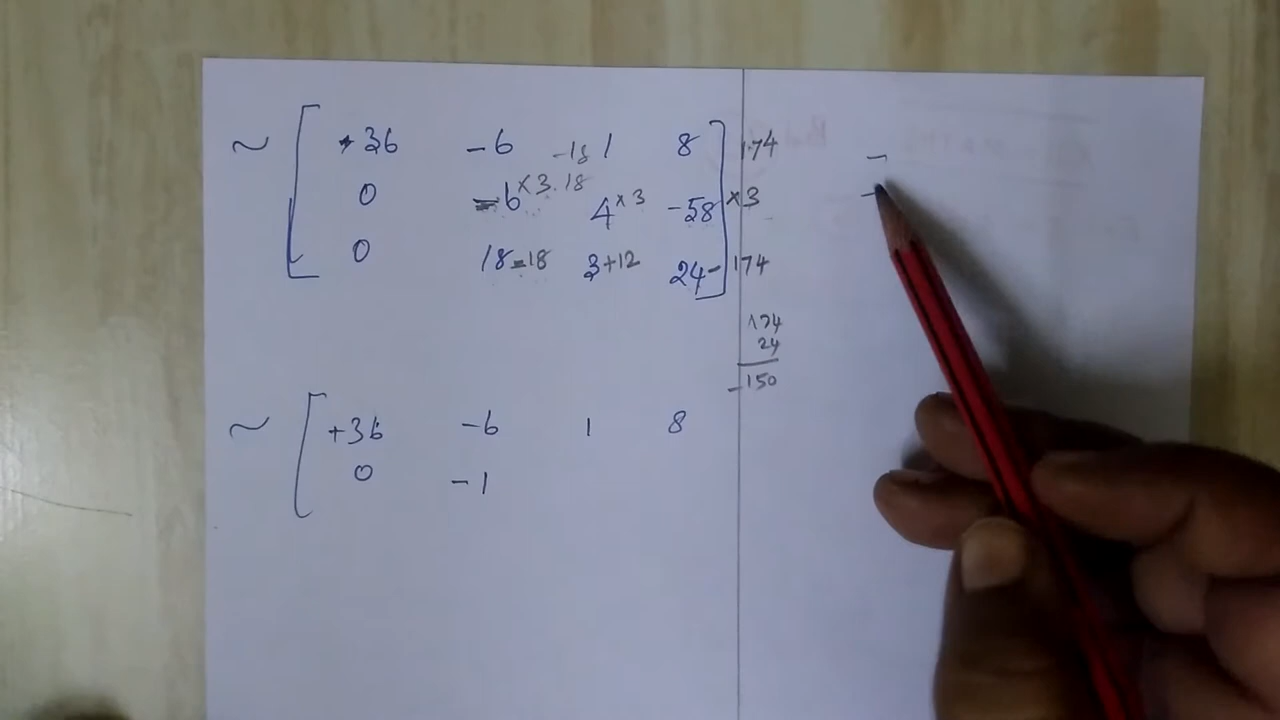 ~ [ +36 -6 -18 1 8 ] 174
0 -6 ×3.18 4 ×3 -58 ×3
0 18-18 3+12 24-174
174
24
-150
~ [ +36 -6 1 8
0 -1